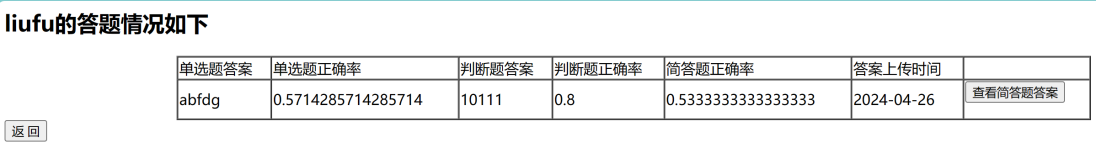 liufu的答题情况如下
单选题答案 单选题正确率 判断题答案 判断题正确率 简答题正确率 答案上传时间
abfdg 0.5714285714285714 10111 0.8 0.5333333333333333 2024-04-26 查看简答题答案
返 回